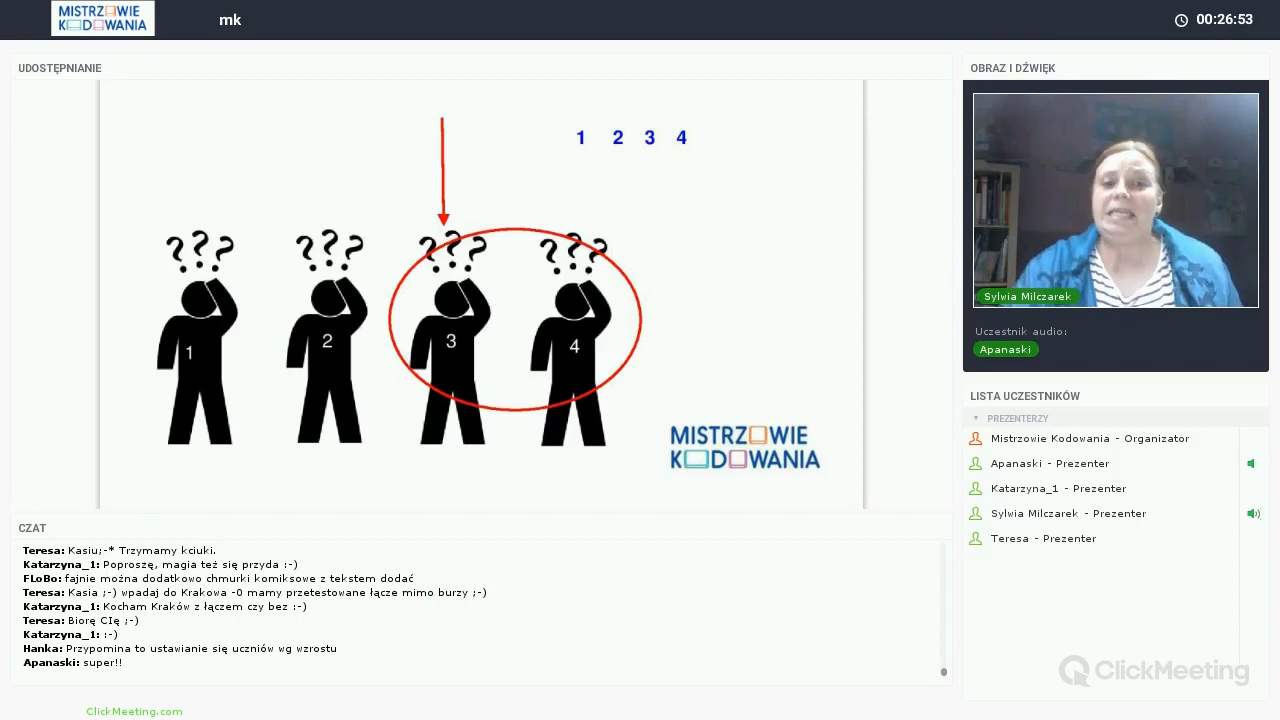 MISTRZOWIE
KODOWANIA
mk
00:26:53
UDOSTĘPNIANIE
1 2 3 4
? ? ? ? ? ? ? ? ? ? ? ?
1 2 3 4
MISTRZOWIE
KODOWANIA
OBRAZ I DŹWIĘK
Sylwia Milczarek
Uczestnik audio:
Apanaski
LISTA UCZESTNIKÓW
PREZENTERZY
Mistrzowie Kodowania - Organizator
Apanaski - Prezenter
Katarzyna_1 - Prezenter
Sylwia Milczarek - Prezenter
Teresa - Prezenter
ClickMeeting
CZAT
Teresa: Kasiu;-* Trzymamy kciuki.
Katarzyna_1: Poproszę, magia też się przyda :-)
FLoBo: fajnie można dodatkowo chmurki komiksowe z tekstem dodać
Teresa: Kasia ;-) wpadaj do Krakowa -0 mamy przetestowane łącze mimo burzy ;-)
Katarzyna_1: Kocham Kraków z łączem czy bez :-)
Teresa: Biorę CIę ;-)
Katarzyna_1: :-)
Hanka: Przypomina to ustawianie się uczniów wg wzrostu
Apanaski: super!!
ClickMeeting.com